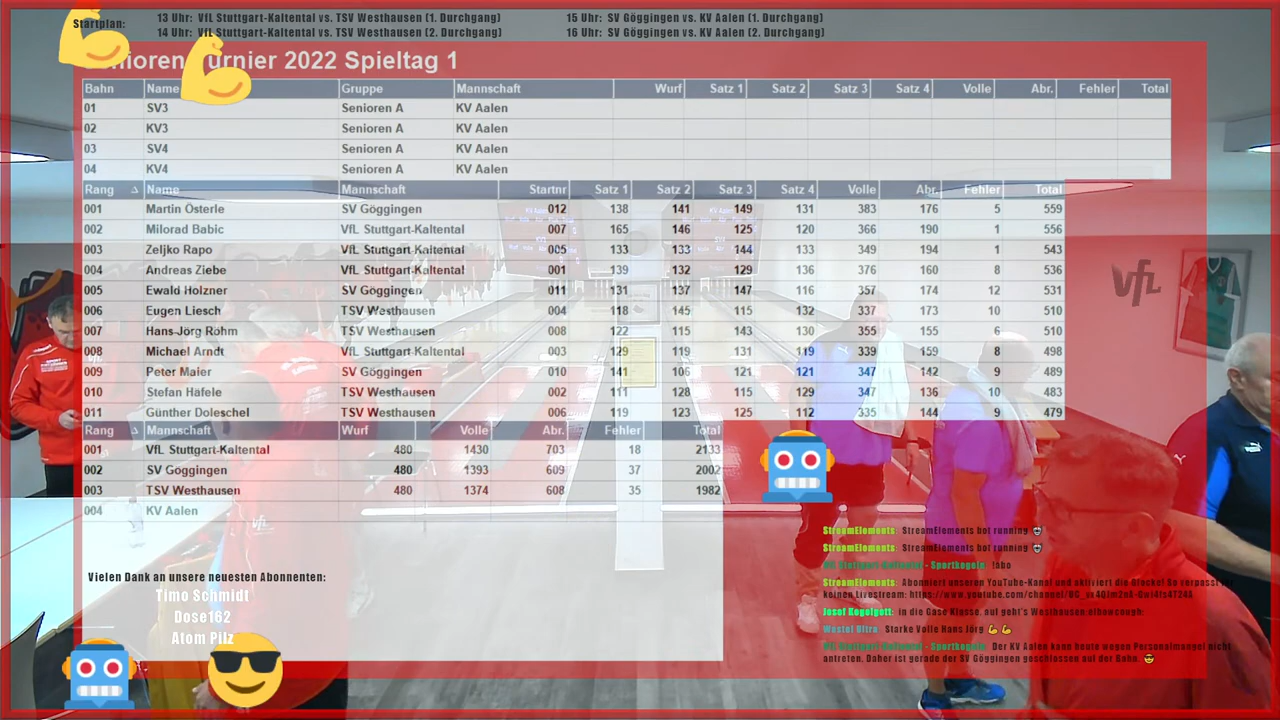 Startplan:
13 Uhr: VfL Stuttgart-Kaltental vs. TSV Westhausen (1. Durchgang) 15 Uhr: SV Göggingen vs. KV Aalen (1. Durchgang)
14 Uhr: VfL Stuttgart-Kaltental vs. TSV Westhausen (2. Durchgang) 16 Uhr: SV Göggingen vs. KV Aalen (2. Durchgang)
2022 Spieltag 1
Bahn Name Gruppe Mannschaft Wurf Satz 1 Satz 2 Satz 3 Satz 4 Volle Abr. Fehler Total
01 SV3 Senioren A KV Aalen
02 KV3 Senioren A KV Aalen
03 SV4 Senioren A KV Aalen
04 KV4 Senioren A KV Aalen
Rang Name Mannschaft Startnr Satz 1 Satz 2 Satz 3 Satz 4 Volle Abr. Fehler Total
001 Martin Osterle SV Göggingen 012 138 141 149 131 383 176 5 559
002 Milorad Babic VfL Stuttgart-Kaltental 007 165 146 125 120 366 190 1 556
003 Zeljko Rapo VfL Stuttgart-Kaltental 005 133 133 144 133 349 194 1 543
004 Andreas Ziebe VfL Stuttgart-Kaltental 001 139 132 129 136 376 160 8 536
005 Ewald Holzner SV Göggingen 011 131 137 147 116 357 174 12 531
006 Eugen Liesch TSV Westhausen 004 118 145 115 132 337 173 10 510
007 Hans-Jörg Rohm TSV Westhausen 008 122 115 143 130 355 155 6 510
008 Michael Arndt VfL Stuttgart-Kaltental 003 129 119 131 119 339 159 8 498
009 Peter Maier SV Göggingen 010 141 106 121 121 347 142 9 489
010 Stefan Häfele TSV Westhausen 002 111 128 115 129 347 136 10 483
011 Günther Doleschel TSV Westhausen 006 119 123 125 112 335 144 9 479
Rang Mannschaft Wurf Volle Abr. Fehler Total
001 VfL Stuttgart-Kaltental 480 1430 703 18 2133
002 SV Göggingen 480 1393 609 37 2002
003 TSV Westhausen 480 1374 608 35 1982
004 KV Aalen
vfL
Vielen Dank an unsere neuesten Abonnenten:
Timo Schmidt
Dose162
Atom Pilz
StreamElements: StreamElements bot running
StreamElements: StreamElements bot running
VfL Stuttgart Kaltental - Sportkegeln: !abo
StreamElements: Abonniert unseren YouTube-Kanal und aktiviert die Glocke! So verpasst ihr
keinen Livestream:
Josef Kogelgott: in die Gase Klasse, auf geht's Westhausen:elbowcough:
Wastel Ultra: Starke Volle Hans Jörg 💪 💪
VfL Stuttgart Kaltental - Sportkegeln: Der KV Aalen kann heute wegen Personalmangel nicht
antreten. Daher ist gerade der SV Göggingen geschlossen auf der Bahn. 😎